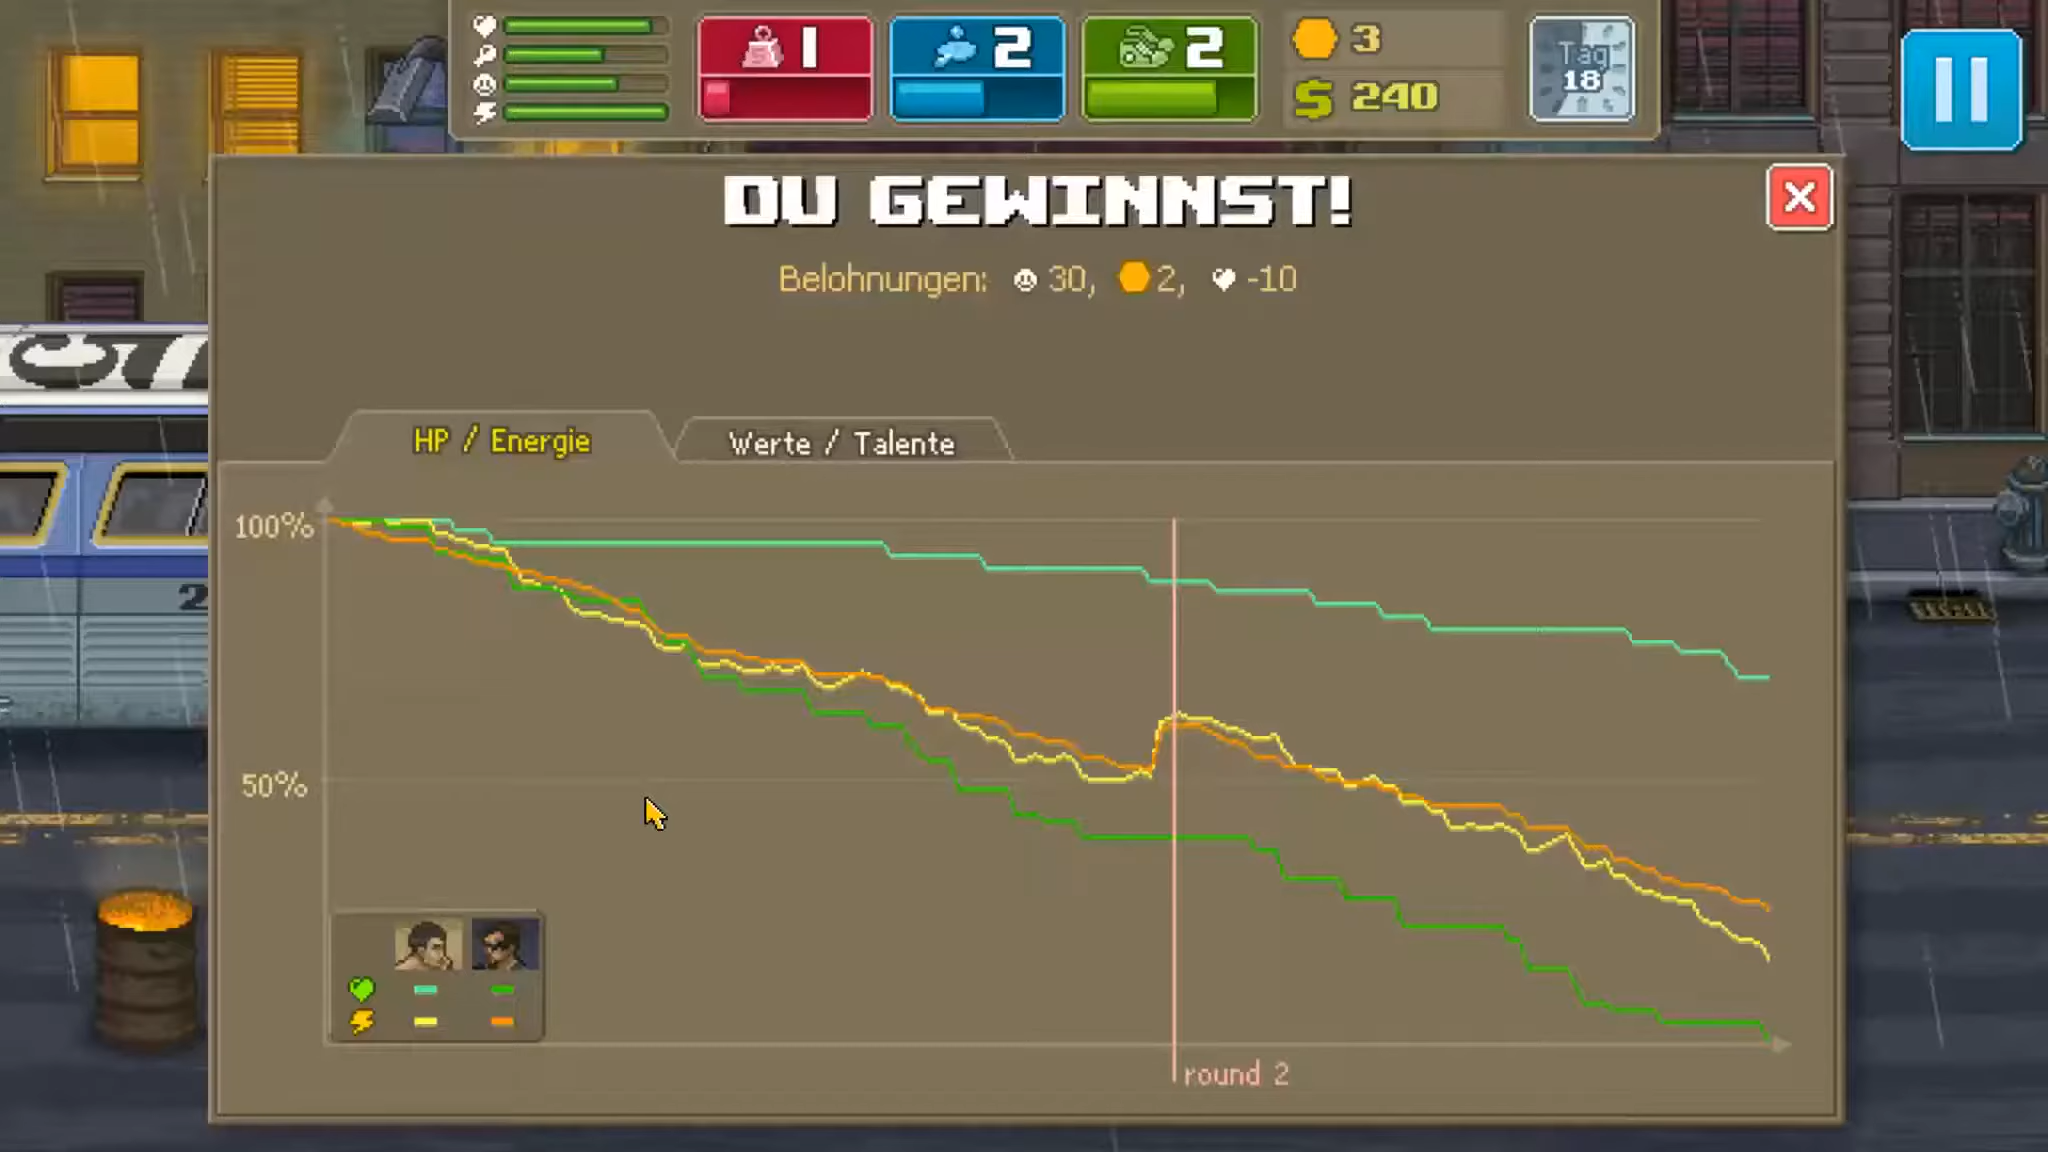 1
2
2
3
$ 240
Tag
18
DU GEWINNST!
Belohnungen: 30, 2, -10
HP / Energie
Werte / Talente
100%
50%
2
round 2